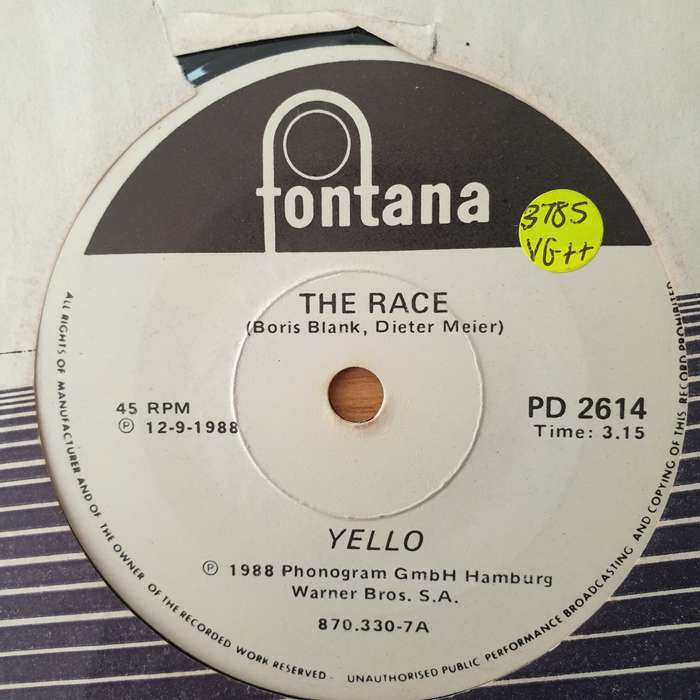 fontana
3785
VG++
THE RACE
(Boris Blank, Dieter Meier)
45 RPM
℗ 12-9-1988
PD 2614
Time: 3.15
YELLO
℗ 1988 Phonogram GmbH Hamburg
Warner Bros. S.A.
870.330-7A
ALL RIGHTS OF MANUFACTURER AND OF THE OWNER OF THE RECORDED WORK RESERVED - UNAUTHORISED PUBLIC PERFORMANCE BROADCASTING AND COPYING OF THIS RECORD PROHIBITED